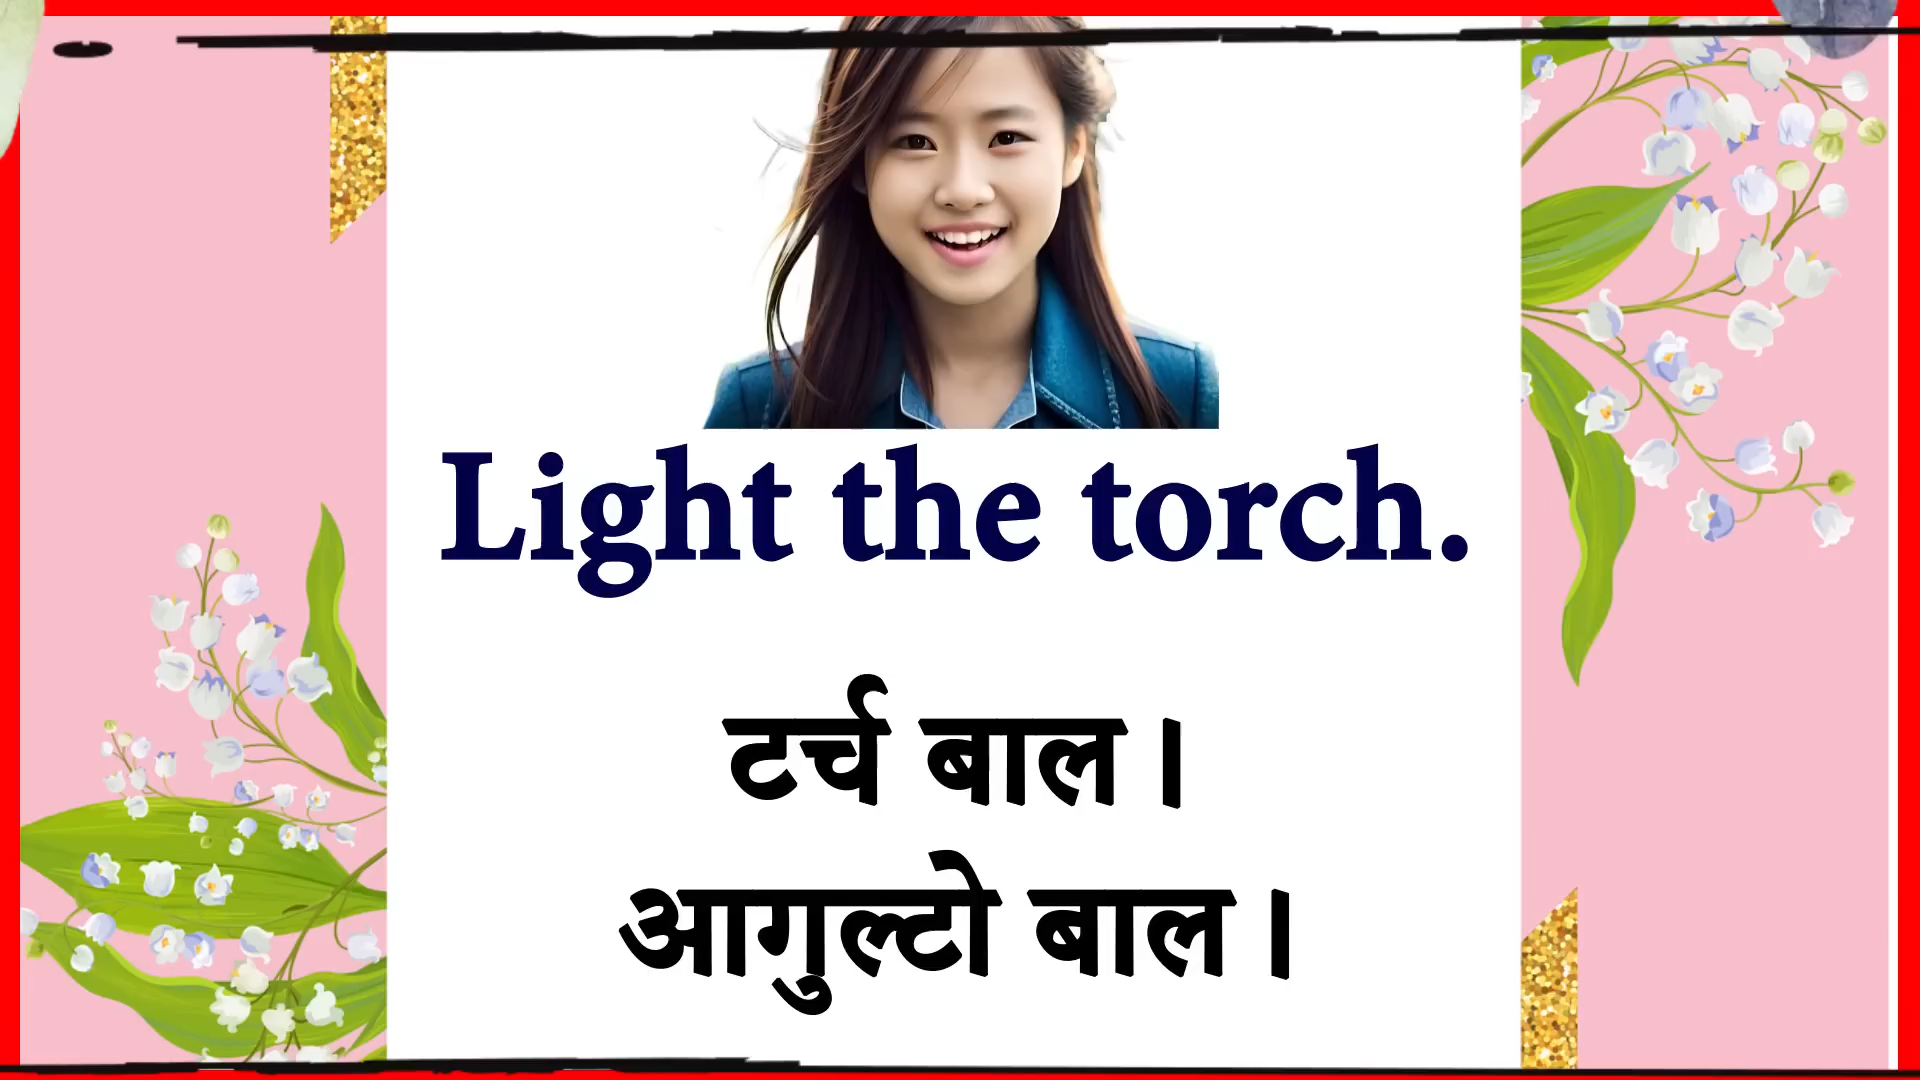 Light the torch.
टर्च बाल ।
आगुल्टो बाल ।